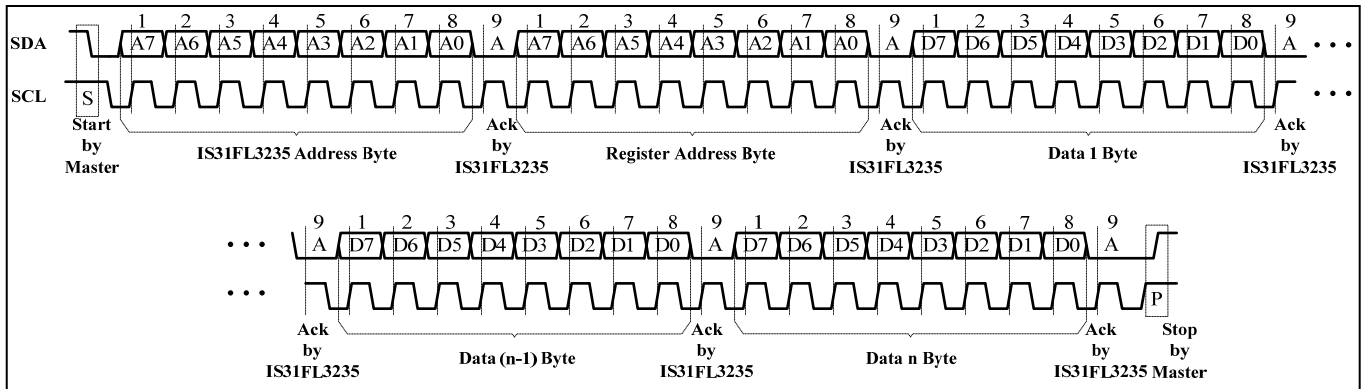 1 2 3 4 5 6 7 8 9 1 2 3 4 5 6 7 8 9 1 2 3 4 5 6 7 8 9
SDA A7 A6 A5 A4 A3 A2 A1 A0 A A7 A6 A5 A4 A3 A2 A1 A0 A D7 D6 D5 D4 D3 D2 D1 D0 A
SCL S
Start by Master
IS31FL3235 Address Byte
Ack by IS31FL3235
Register Address Byte
Ack by IS31FL3235
Data 1 Byte
Ack by IS31FL3235
9 1 2 3 4 5 6 7 8 9 1 2 3 4 5 6 7 8 9
A D7 D6 D5 D4 D3 D2 D1 D0 A D7 D6 D5 D4 D3 D2 D1 D0 A
P
Ack by IS31FL3235
Data (n-1) Byte
Ack by IS31FL3235
Data n Byte
Ack by IS31FL3235
Stop by Master